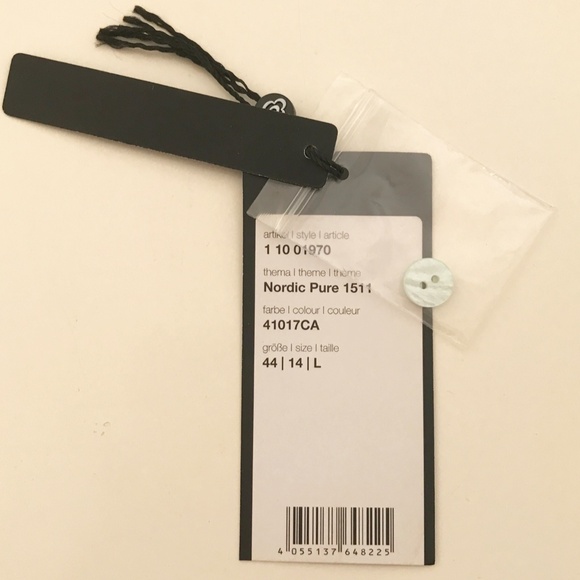 artikel | style | article
1 10 01970
thema | theme | thème
Nordic Pure 1511
farbe | colour | couleur
41017CA
größe | size | taille
44 | 14 | L
4 055137 648225